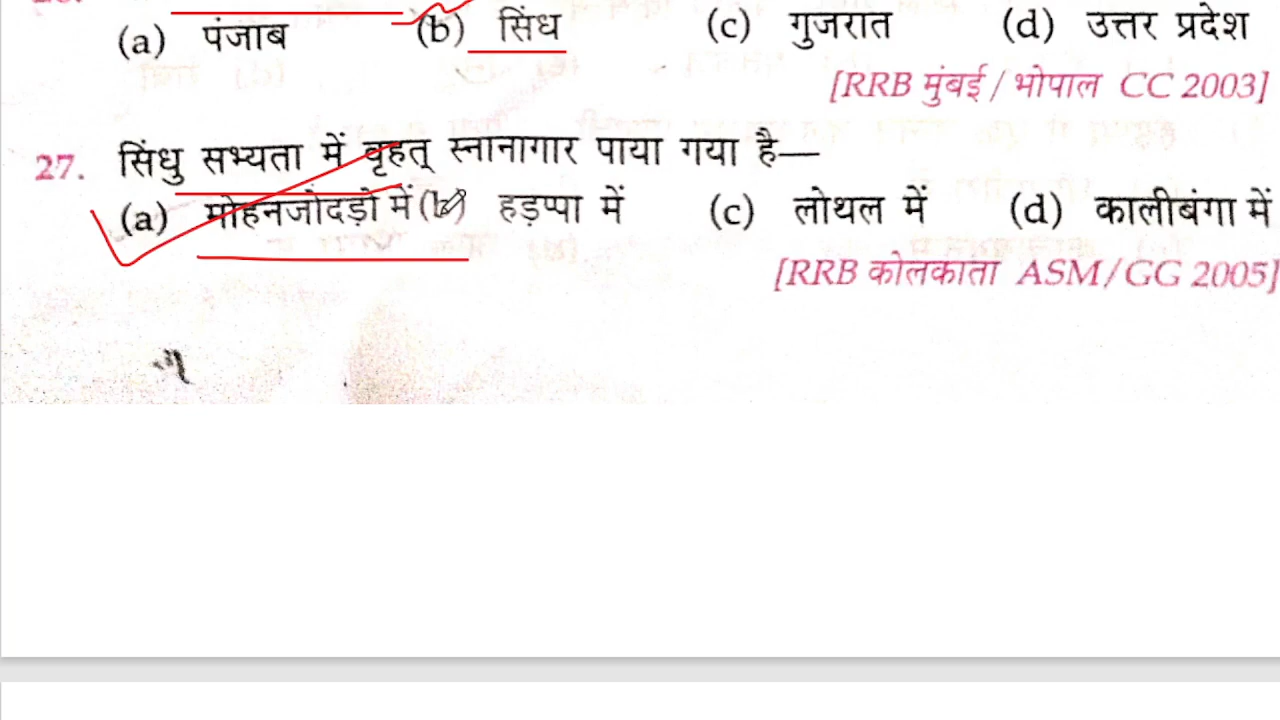 (a) पंजाब (b) सिंध (c) गुजरात (d) उत्तर प्रदेश
[RRB मुंबई / भोपाल CC 2003]
27. सिंधु सभ्यता में वृहत् स्नानागार पाया गया है—
(a) मोहनजोदड़ो में (b) हड़प्पा में (c) लोथल में (d) कालीबंगा में
[RRB कोलकाता ASM/GG 2005]